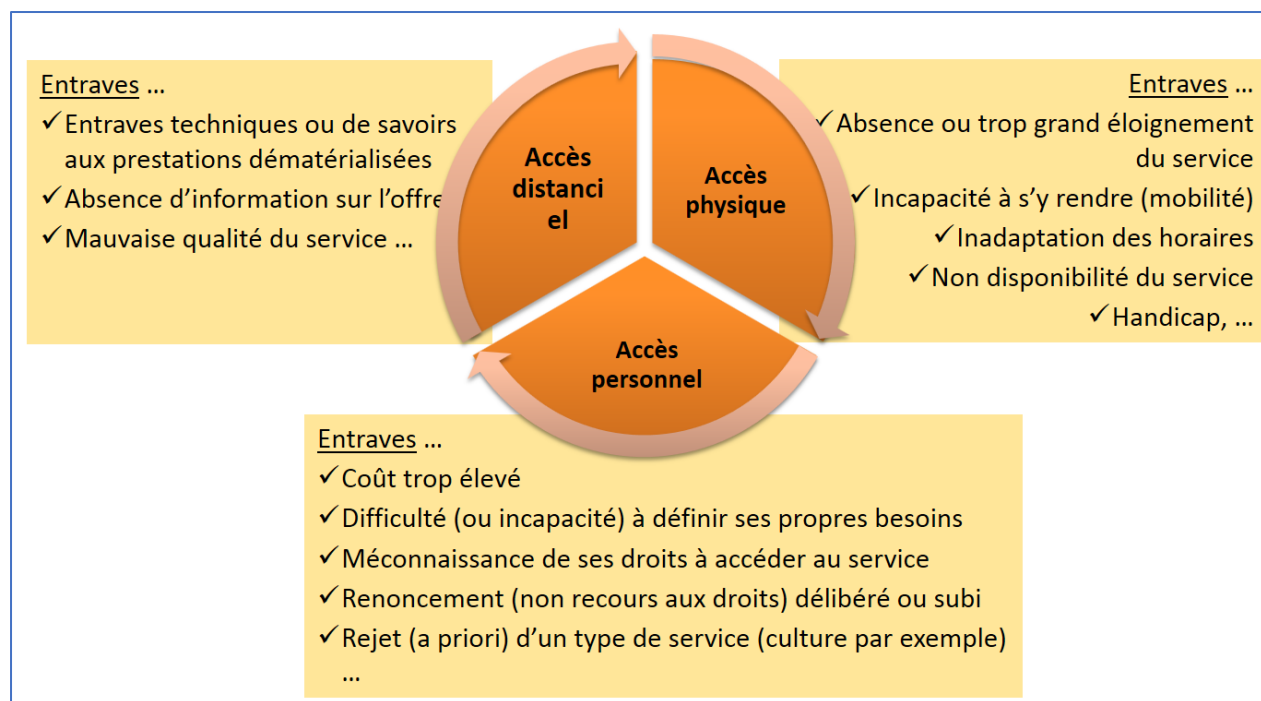 Entraves ...
✓Entraves techniques ou de savoirs
aux prestations dématérialisées
✓Absence d’information sur l’offre
✓Mauvaise qualité du service ...
Accès
distanci
el
Accès
physique
Entraves ...
✓Absence ou trop grand éloignement
du service
✓Incapacité à s’y rendre (mobilité)
✓Inadaptation des horaires
✓Non disponibilité du service
✓Handicap, ...
Accès
personnel
Entraves ...
✓Coût trop élevé
✓Difficulté (ou incapacité) à définir ses propres besoins
✓Méconnaissance de ses droits à accéder au service
✓Renoncement (non recours aux droits) délibéré ou subi
✓Rejet (a priori) d’un type de service (culture par exemple)
...